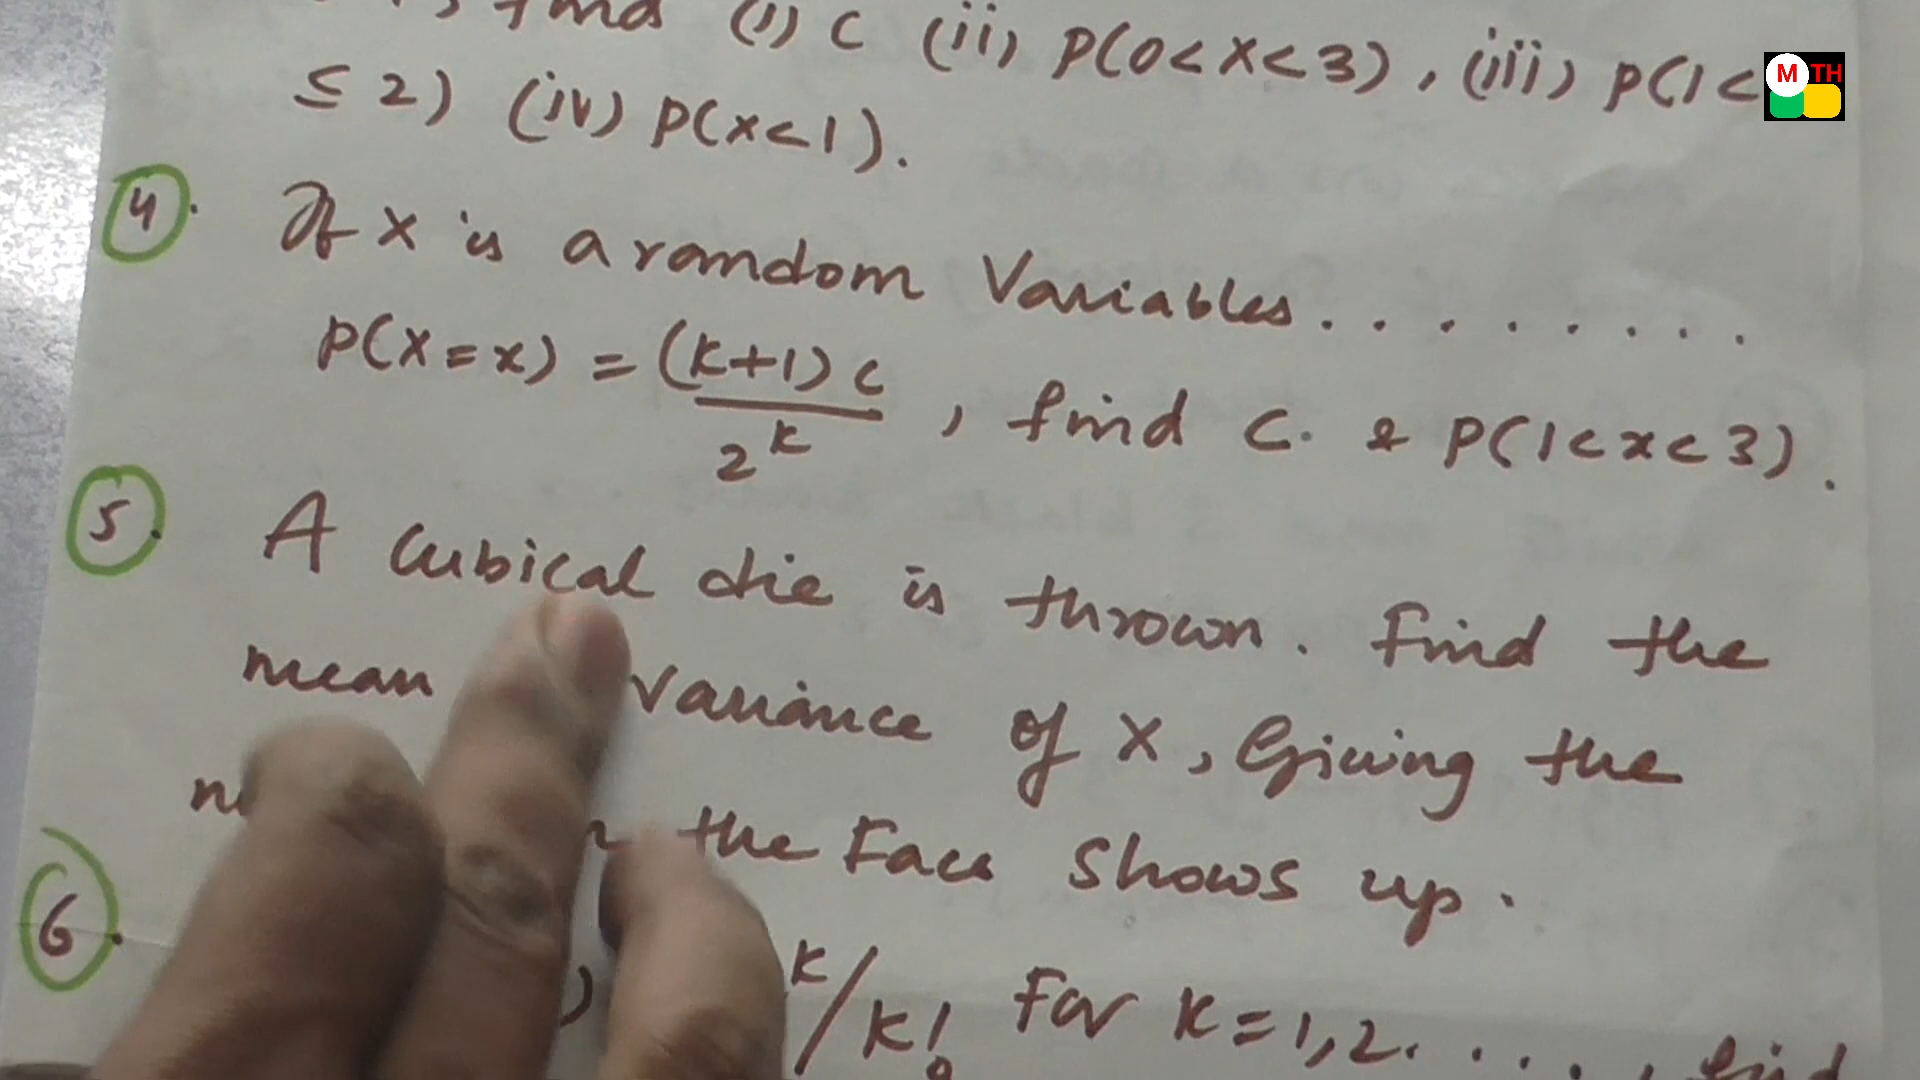 find (i) c (ii) P(0<X<3), (iii) P(1<
≤ 2) (iv) P(X<1).
4. If X is a random Variables.........
P(X=x) = (k+1)c / 2^k, find c. & P(1<x<3).
5. A Cubical die is thrown. Find the
mean variance of X, Giving the
the Face Shows up.
6. k/k! For k=1,2....,
M TH